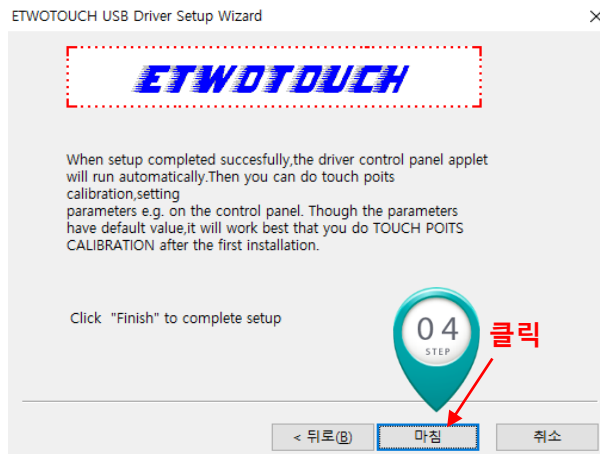 ETWOTOUCH USB Driver Setup Wizard
ETWOTOUCH
When setup completed succesfully,the driver control panel applet
will run automatically.Then you can do touch poits
calibration,setting
parameters e.g. on the control panel. Though the parameters
have default value,it will work best that you do TOUCH POITS
CALIBRATION after the first installation.
Click "Finish" to complete setup
04
STEP
클릭
< 뒤로(B) 마침 취소